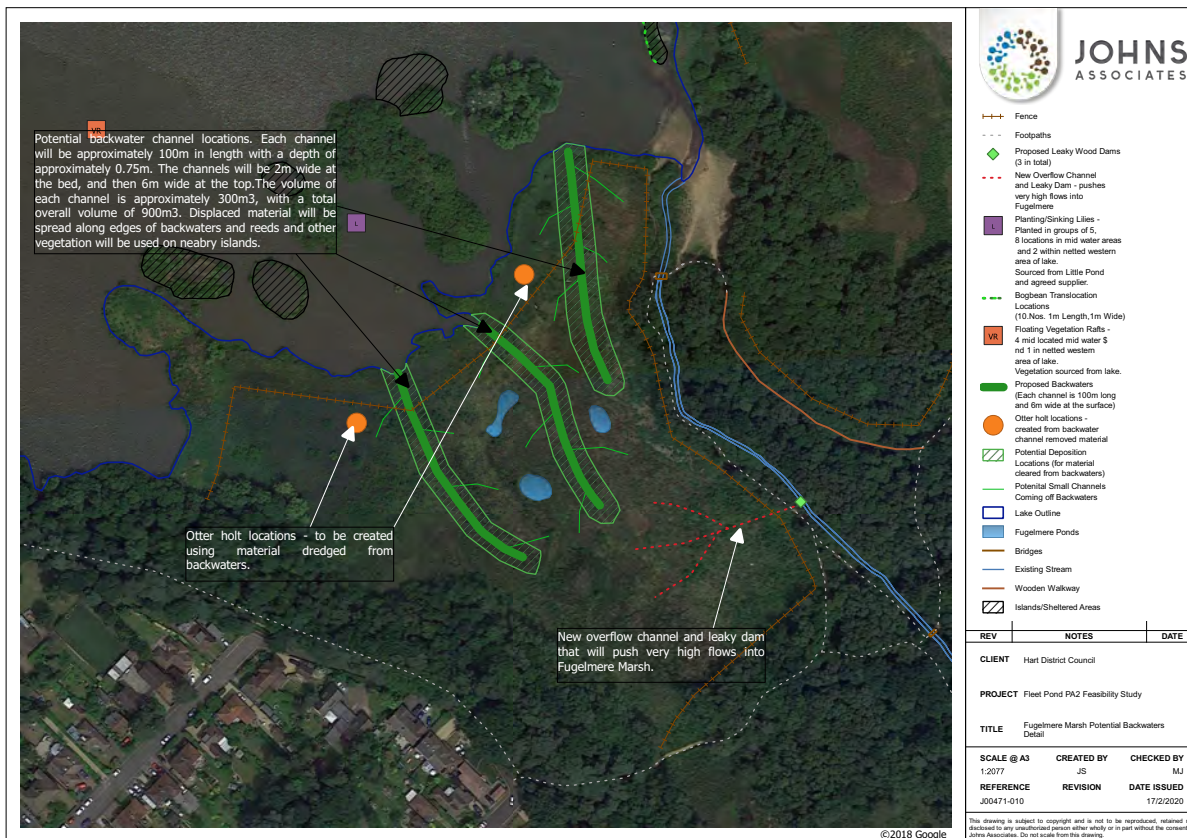 Potential backwater channel locations. Each channel
will be approximately 100m in length with a depth of
approximately 0.75m. The channels will be 2m wide at
the bed, and then 6m wide at the top.The volume of
each channel is approximately 300m3, with a total
overall volume of 900m3. Displaced material will be
spread along edges of backwaters and reeds and other
vegetation will be used on neabry islands.
VR
L
Otter holt locations - to be created
using material dredged from
backwaters.
New overflow channel and leaky dam
that will push very high flows into
Fugelmere Marsh.
©2018 Google
JOHNS
ASSOCIATES
Fence
Footpaths
Proposed Leaky Wood Dams
(3 in total)
New Overflow Channel
and Leaky Dam - pushes
very high flows into
Fugelmere
L
Planting/Sinking Lilies -
Planted in groups of 5,
8 locations in mid water areas
and 2 within netted western
area of lake.
Sourced from Little Pond
and agreed supplier.
Bogbean Translocation
Locations
(10.Nos. 1m Length,1m Wide)
VR
Floating Vegetation Rafts -
4 mid located mid water $
nd 1 in netted western
area of lake.
Vegetation sourced from lake.
Proposed Backwaters
(Each channel is 100m long
and 6m wide at the surface)
Otter holt locations -
created from backwater
channel removed material
Potential Deposition
Locations (for material
cleared from backwaters)
Potenital Small Channels
Coming off Backwaters
Lake Outline
Fugelmere Ponds
Bridges
Existing Stream
Wooden Walkway
Islands/Sheltered Areas
REV NOTES DATE
CLIENT Hart District Council
PROJECT Fleet Pond PA2 Feasibility Study
TITLE Fugelmere Marsh Potential Backwaters
Detail
SCALE @ A3 CREATED BY CHECKED BY
1:2077 JS MJ
REFERENCE REVISION DATE ISSUED
J00471-010 17/2/2020
This drawing is subject to copyright and is not to be reproduced, retained
disclosed to any unauthorized person either wholly or in part without the consent
Johns Associates. Do not scale from this drawing.